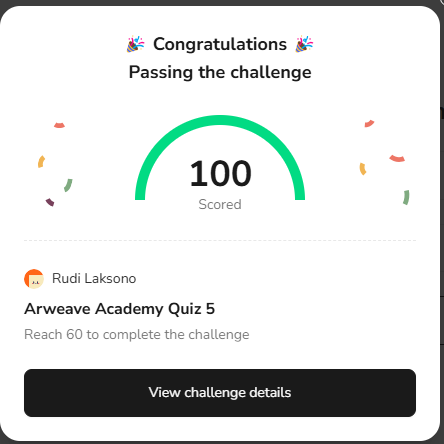 🎉 Congratulations 🎉
Passing the challenge
100
Scored
Rudi Laksono
Arweave Academy Quiz 5
Reach 60 to complete the challenge
View challenge details